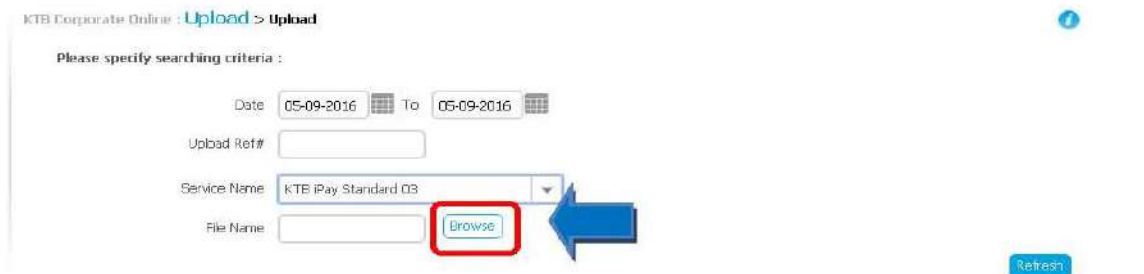 KTB Corporate Online : Upload > Upload
Please specify searching criteria :
Date 05-09-2016 To 05-09-2016
Upload Ref#
Service Name KTB iPay Standard 03
File Name Browse
Refresh